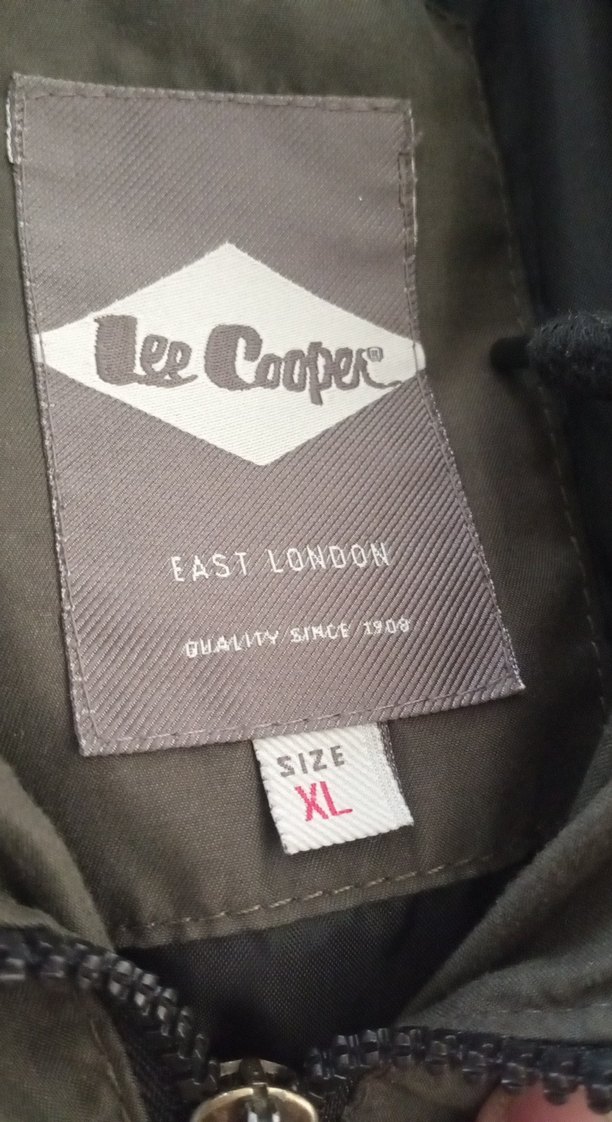 Lee Cooper®
EAST LONDON
QUALITY SINCE 1908
SIZE
XL